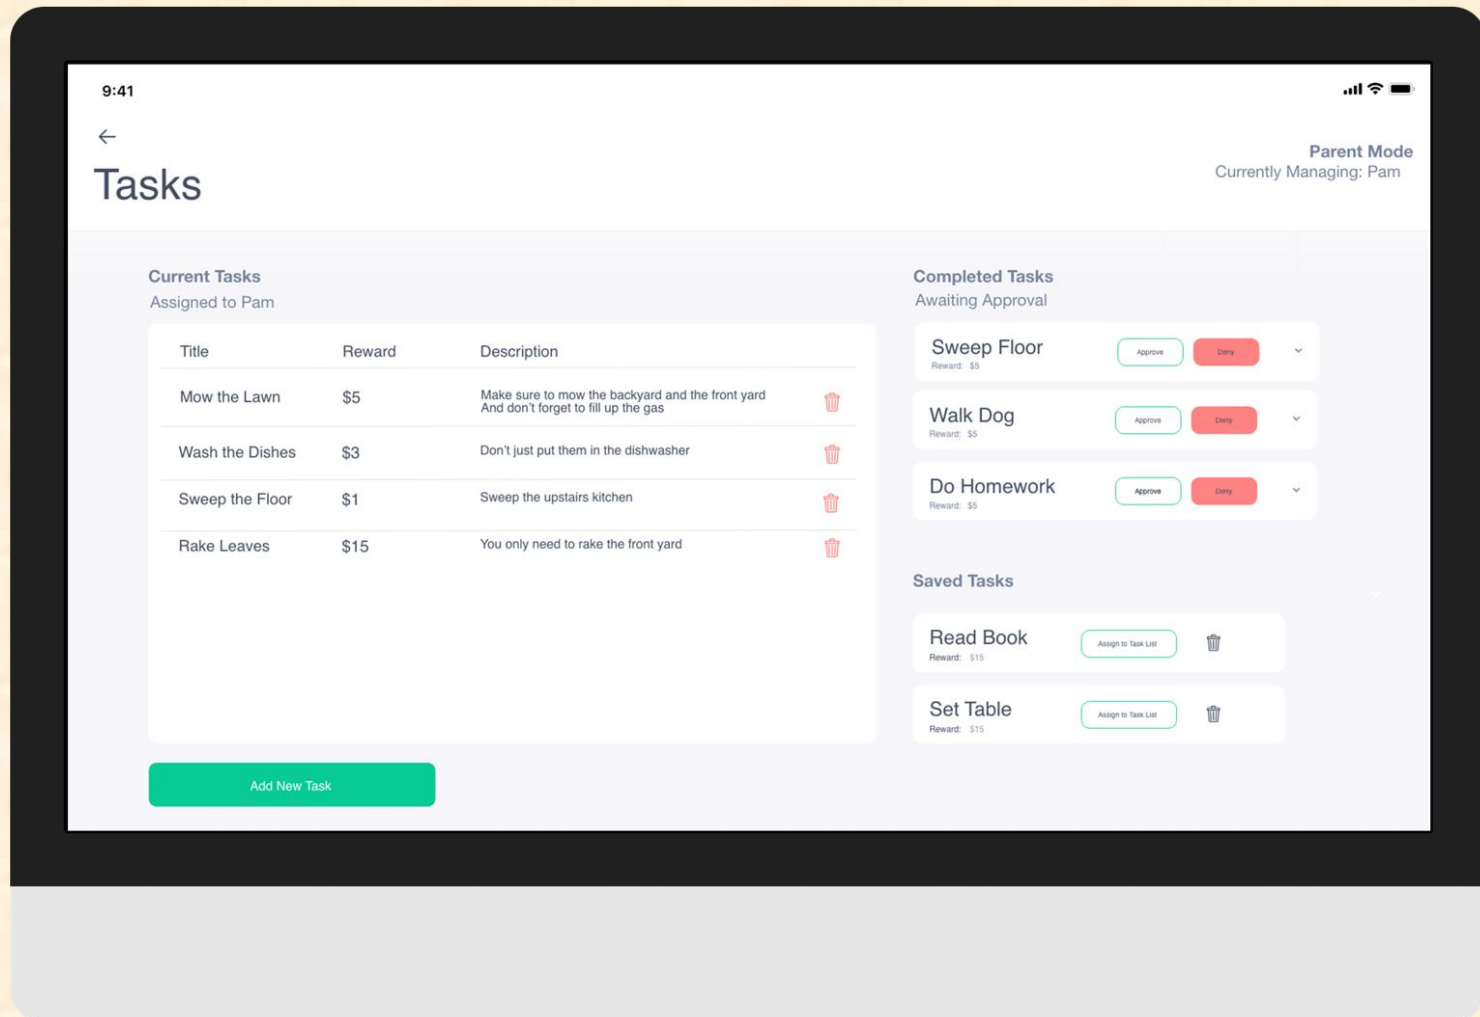 9:41
Tasks
Parent Mode
Currently Managing: Pam
Current Tasks
Assigned to Pam
Title Reward Description
Mow the Lawn $5 Make sure to mow the backyard and the front yard
And don't forget to fill up the gas
Wash the Dishes $3 Don't just put them in the dishwasher
Sweep the Floor $1 Sweep the upstairs kitchen
Rake Leaves $15 You only need to rake the front yard
Add New Task
Completed Tasks
Awaiting Approval
Sweep Floor Approve Deny
Reward: $5
Walk Dog Approve Deny
Reward: $5
Do Homework Approve Deny
Reward: $5
Saved Tasks
Read Book Assign to Task List
Reward: $15
Set Table Assign to Task List
Reward: $15